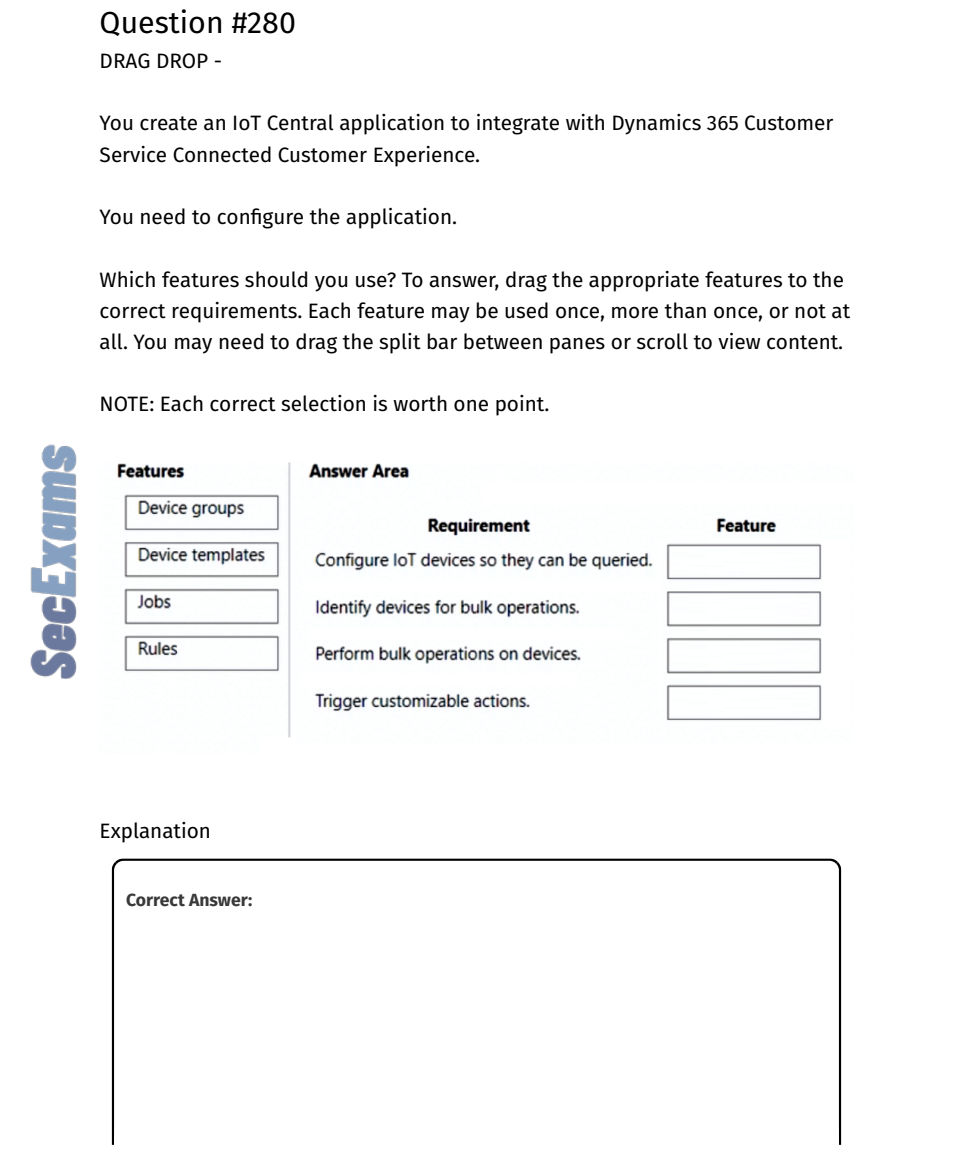 Question #280
DRAG DROP -
You create an IoT Central application to integrate with Dynamics 365 Customer
Service Connected Customer Experience.
You need to configure the application.
Which features should you use? To answer, drag the appropriate features to the
correct requirements. Each feature may be used once, more than once, or not at
all. You may need to drag the split bar between panes or scroll to view content.
NOTE: Each correct selection is worth one point.
SecExams
Features
Device groups
Device templates
Jobs
Rules
Answer Area
Requirement Feature
Configure IoT devices so they can be queried.
Identify devices for bulk operations.
Perform bulk operations on devices.
Trigger customizable actions.
Explanation
Correct Answer: